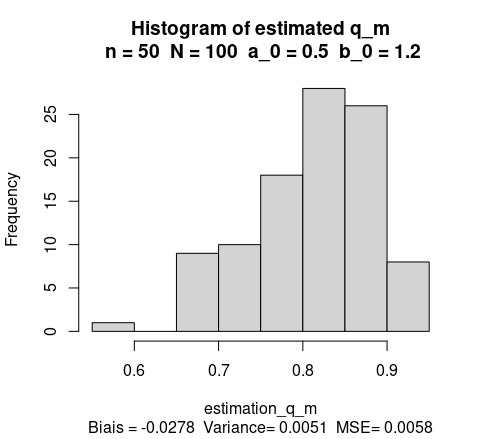 Histogram of estimated q_m
n = 50 N = 100 a_0 = 0.5 b_0 = 1.2
Frequency
25
20
15
10
5
0
0.6 0.7 0.8 0.9
estimation_q_m
Biais = -0.0278 Variance= 0.0051 MSE= 0.0058